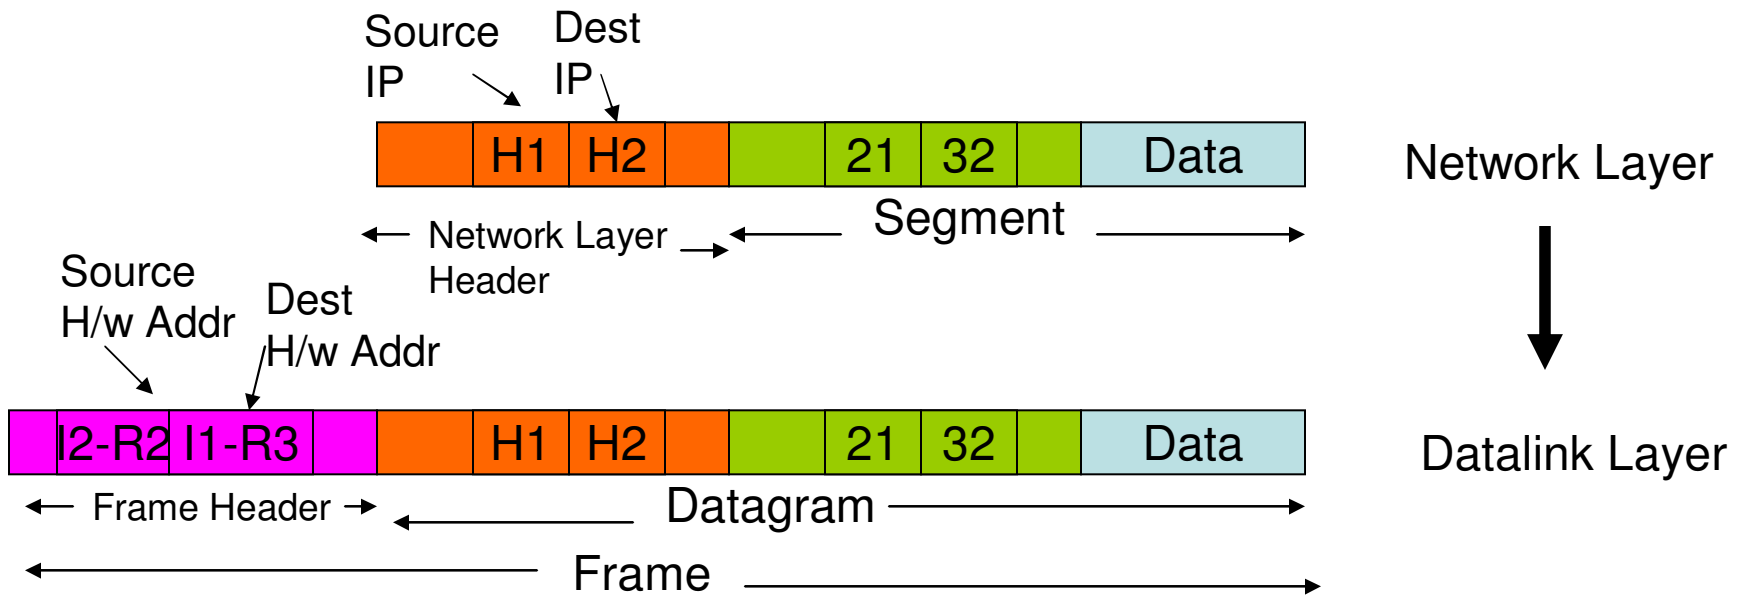 Source
IP
Dest
IP
H1 H2 21 32 Data
Network Layer
Network Layer
Header
Segment
Source
H/w Addr
Dest
H/w Addr
I2-R2 I1-R3 H1 H2 21 32 Data
Datalink Layer
Frame Header
Datagram
Frame